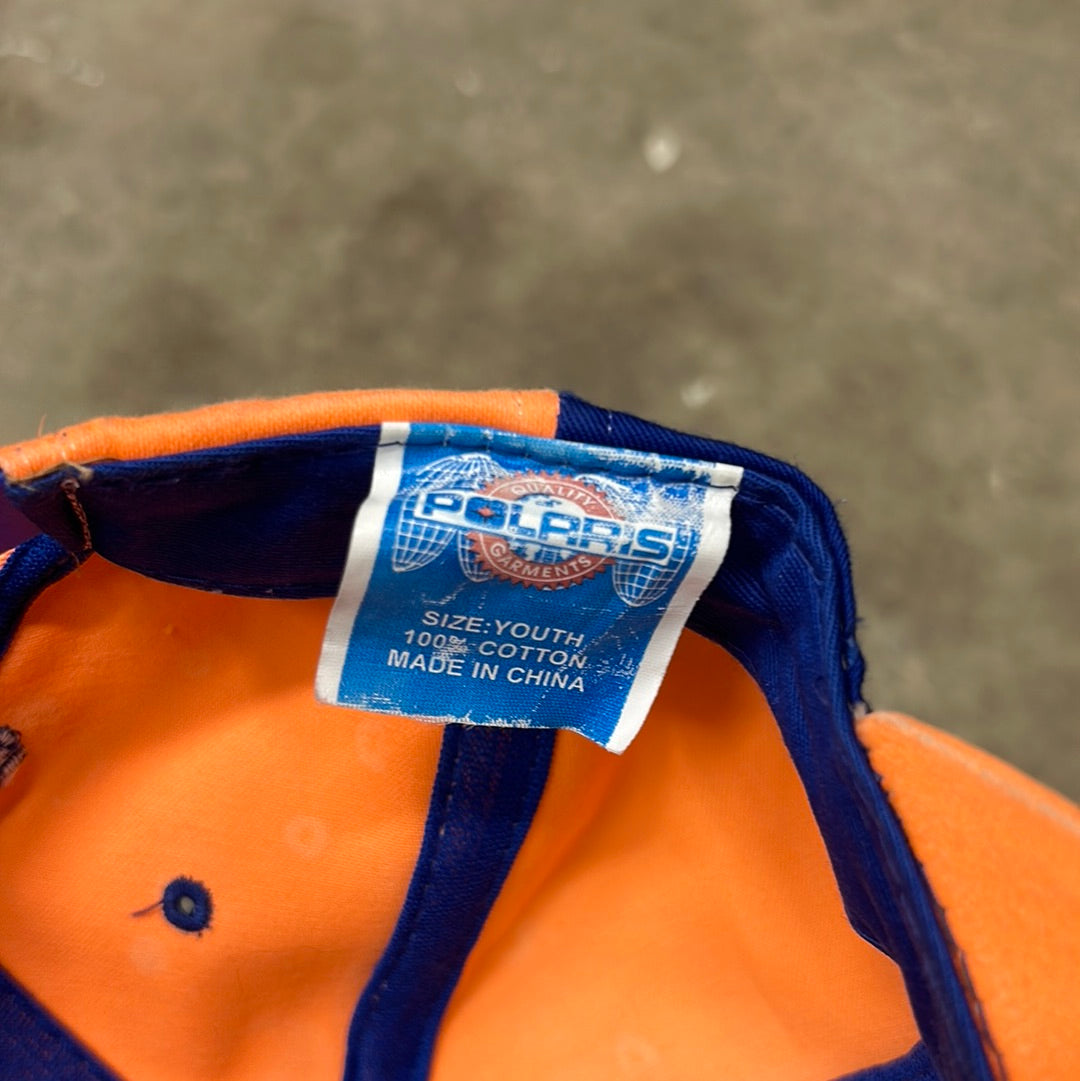 QUALITY
POLARIS
GARMENTS
SIZE:YOUTH
100% COTTON
MADE IN CHINA